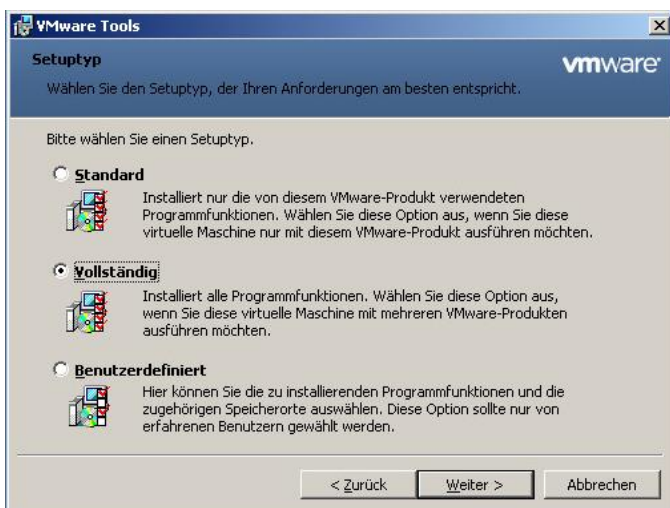 VMware Tools
Setuptyp
vmware
Wählen Sie den Setuptyp, der Ihren Anforderungen am besten entspricht.
Bitte wählen Sie einen Setuptyp.
Standard
Installiert nur die von diesem VMware-Produkt verwendeten
Programmfunktionen. Wählen Sie diese Option aus, wenn Sie diese
virtuelle Maschine nur mit diesem VMware-Produkt ausführen möchten.
Vollständig
Installiert alle Programmfunktionen. Wählen Sie diese Option aus,
wenn Sie diese virtuelle Maschine mit mehreren VMware-Produkten
ausführen möchten.
Benutzerdefiniert
Hier können Sie die zu installierenden Programmfunktionen und die
zugehörigen Speicherorte auswählen. Diese Option sollte nur von
erfahrenen Benutzern gewählt werden.
< Zurück
Weiter >
Abbrechen